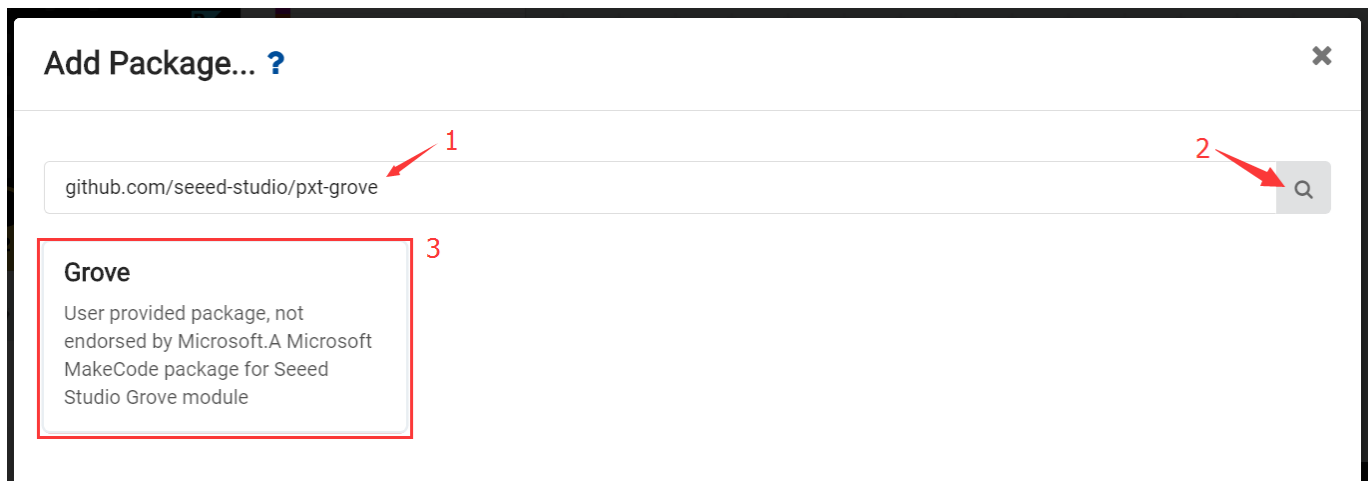 Add Package... ?
1
2
github.com/seeed-studio/pxt-grove
3
Grove
User provided package, not
endorsed by Microsoft.A Microsoft
MakeCode package for Seeed
Studio Grove module